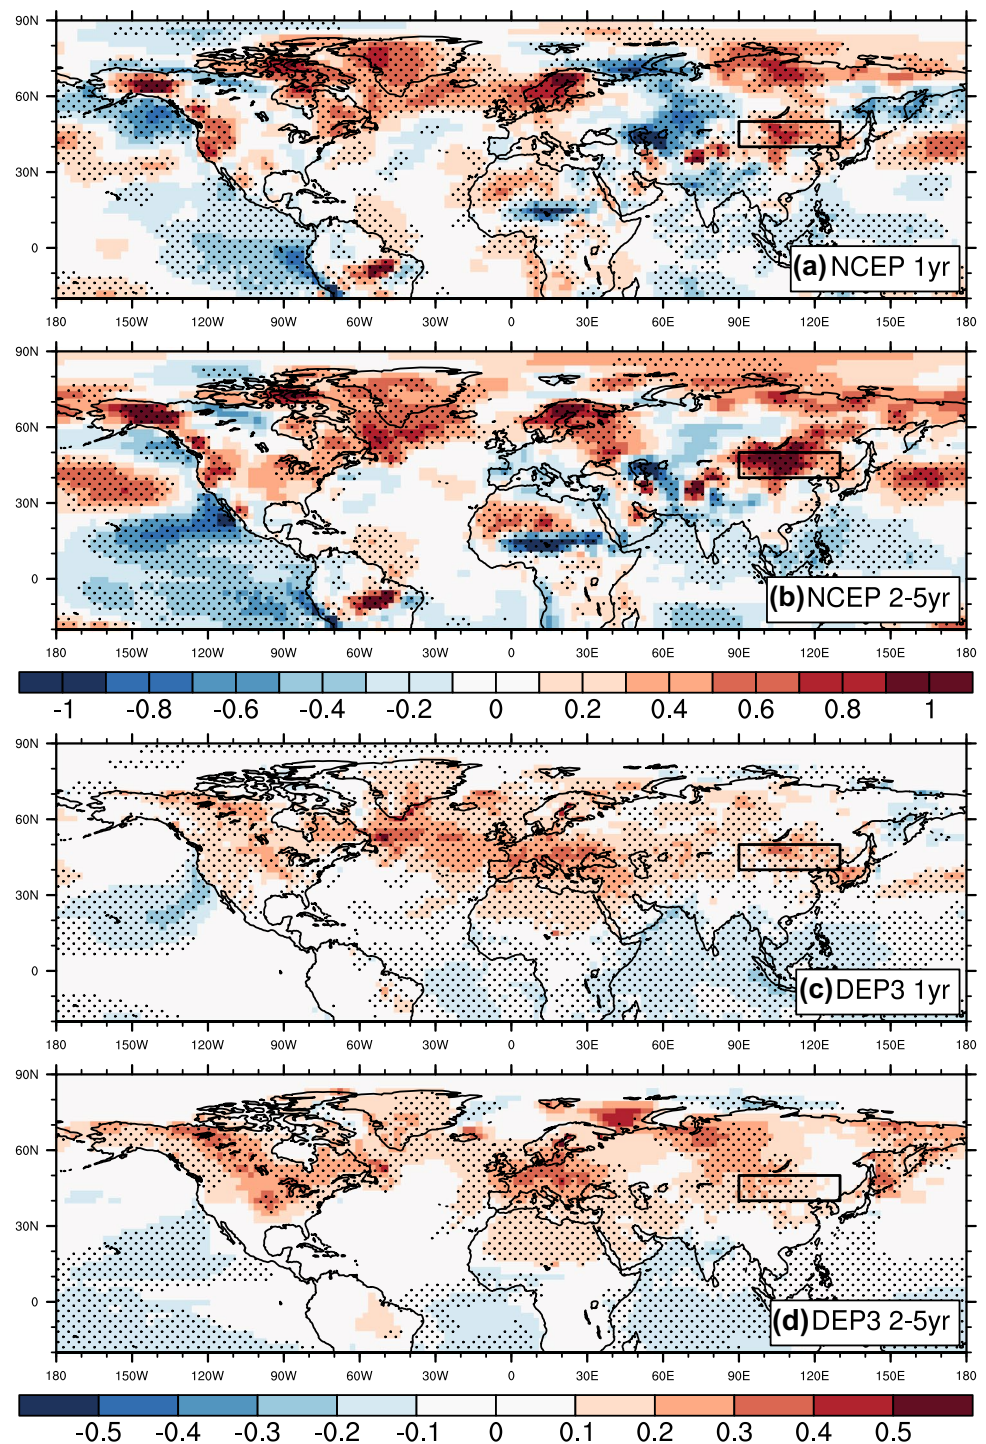 90N
60N
30N
0
(a) NCEP 1yr
180 150W 120W 90W 60W 30W 0 30E 60E 90E 120E 150E 180
90N
60N
30N
0
(b) NCEP 2-5yr
180 150W 120W 90W 60W 30W 0 30E 60E 90E 120E 150E 180
-1 -0.8 -0.6 -0.4 -0.2 0 0.2 0.4 0.6 0.8 1
90N
60N
30N
0
(c) DEP3 1yr
180 150W 120W 90W 60W 30W 0 30E 60E 90E 120E 150E 180
90N
60N
30N
0
(d) DEP3 2-5yr
180 150W 120W 90W 60W 30W 0 30E 60E 90E 120E 150E 180
-0.5 -0.4 -0.3 -0.2 -0.1 0 0.1 0.2 0.3 0.4 0.5